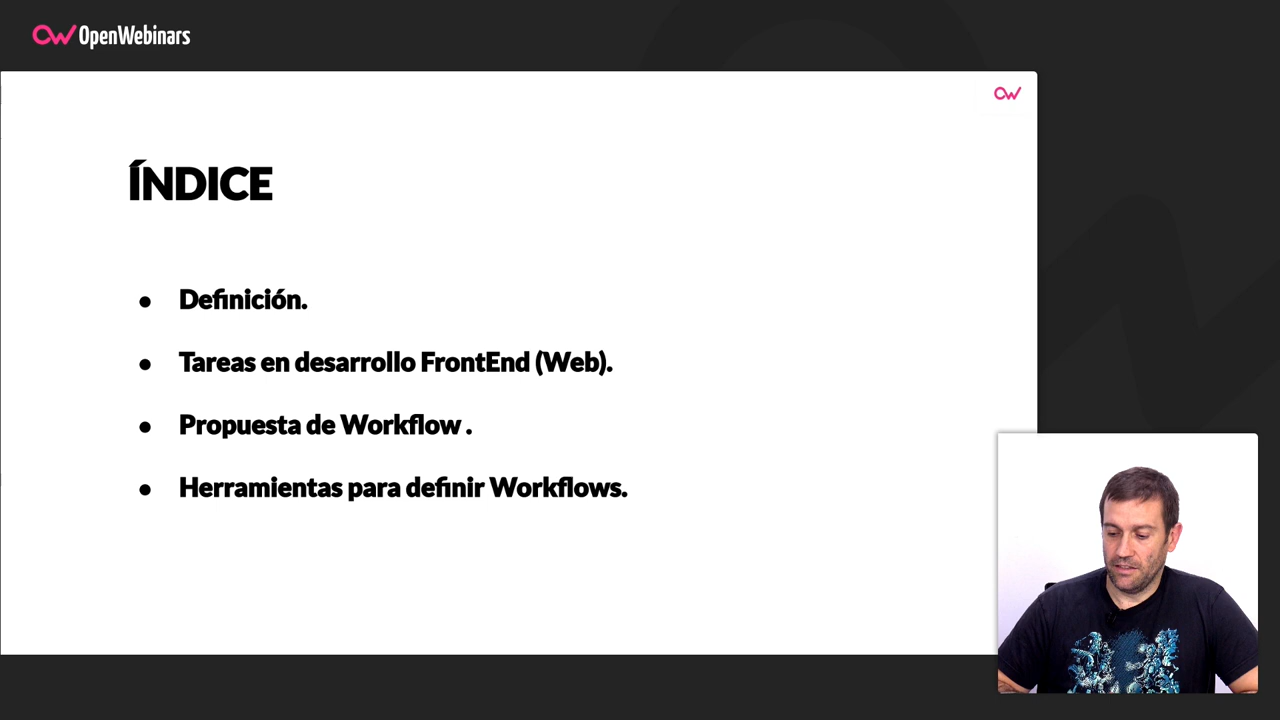 OpenWebinars
ÍNDICE
● Definición.
● Tareas en desarrollo FrontEnd (Web).
● Propuesta de Workflow .
● Herramientas para definir Workflows.